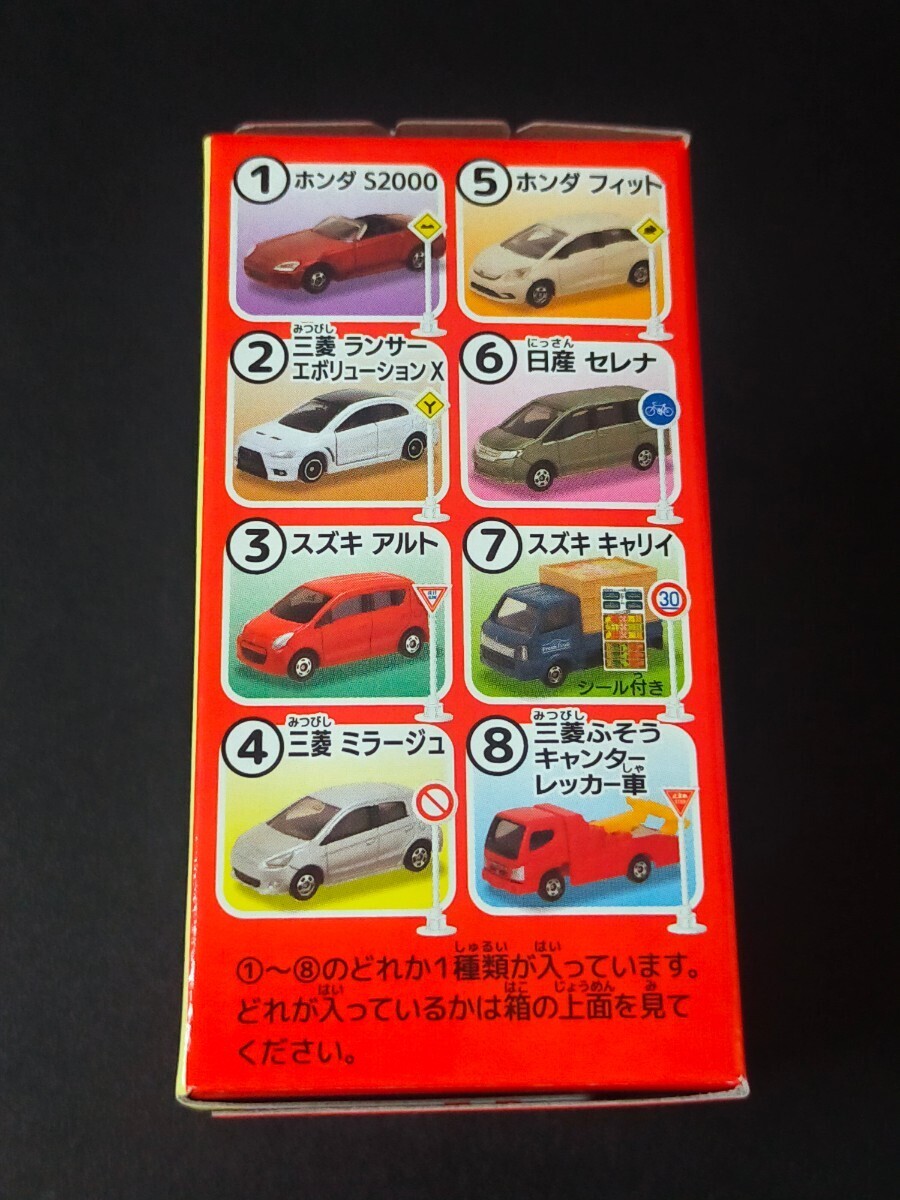 ① ホンダ S2000
⑤ ホンダ フィット
みつびし
② 三菱 ランサー
エボリューションX
にっさん
⑥ 日産 セレナ
③ スズキ アルト
⑦ スズキ キャリイ
30
つ
シール付き
みつびし
④ 三菱 ミラージュ
みつびし
⑧ 三菱ふそう
キャンター
しゃ
レッカー車
しゅるい ぱい
①〜⑧のどれか1種類が入っています。
ばい はこ じょうめん み
どれが入っているかは箱の上面を見て
ください。